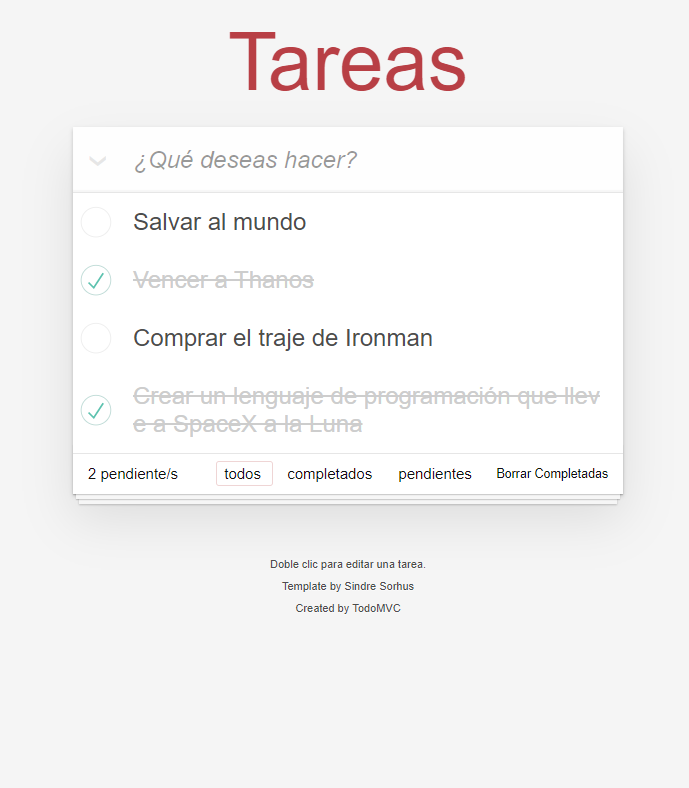 Tareas
¿Qué deseas hacer?
Salvar al mundo
Vencer a Thanos
Comprar el traje de Ironman
Crear un lenguaje de programación que llev
e a SpaceX a la Luna
2 pendiente/s todos completados pendientes Borrar Completadas
Doble clic para editar una tarea.
Template by Sindre Sorhus
Created by TodoMVC